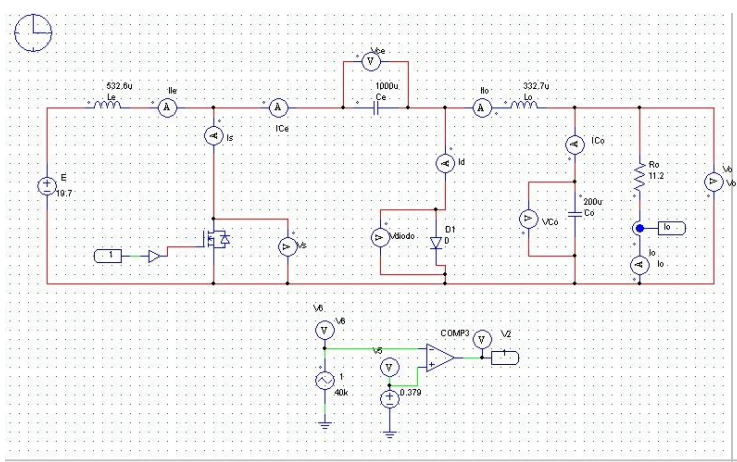 Vce
V
532.6u
Le
Ile
A
A
ICe
1000u
Ce
Ilo
A
332.7u
Lo
A
Is
A
Id
A
ICo
Ro
11.2
V
Vo
Vo
E
19.7
1
V
Vs
V
Vdiodo
D1
0
V
VCo
200u
Co
Io
A
Io
Io
V6
V
V6
1
40k
V5
V
0.379
COMP3
V
V2
1